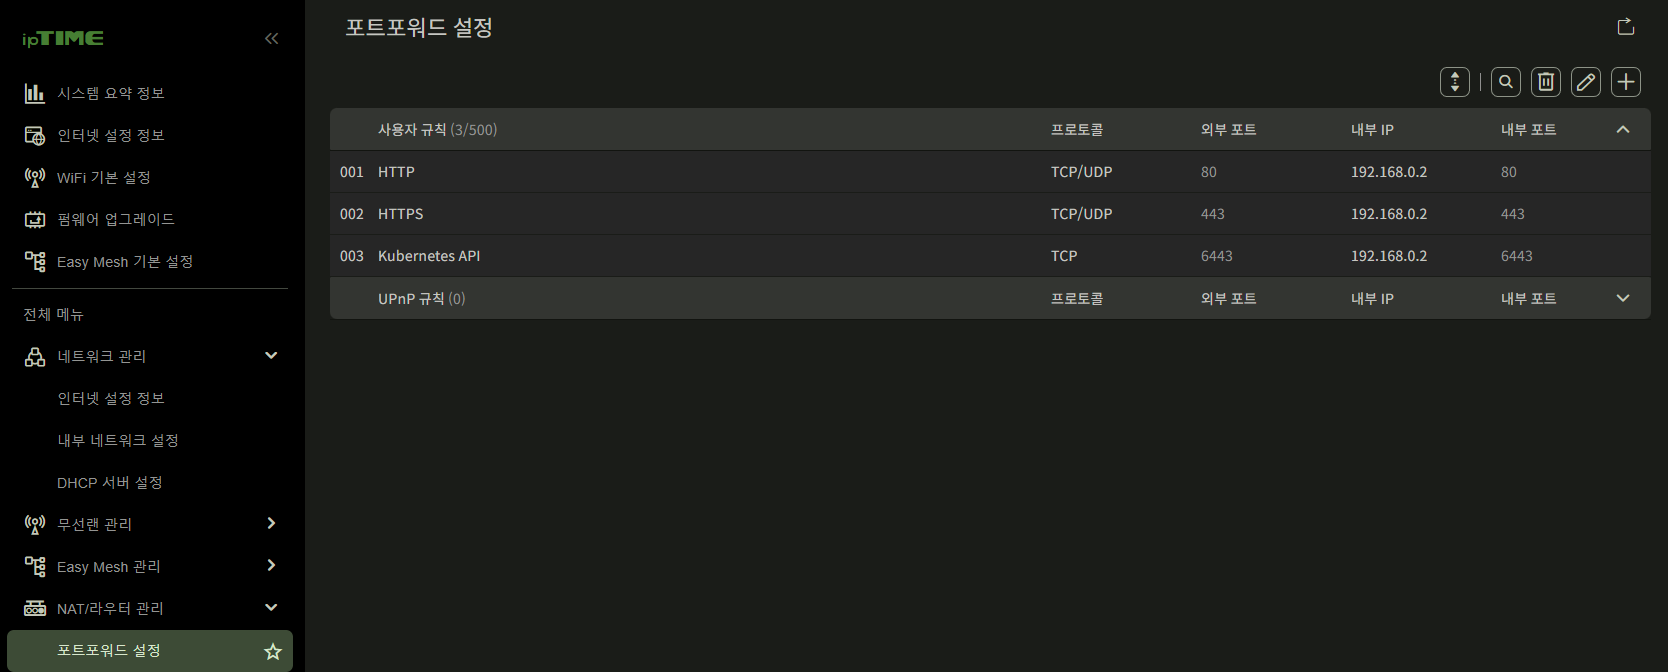 ipTIME
시스템 요약 정보
인터넷 설정 정보
WiFi 기본 설정
펌웨어 업그레이드
Easy Mesh 기본 설정
전체 메뉴
네트워크 관리
인터넷 설정 정보
내부 네트워크 설정
DHCP 서버 설정
무선랜 관리
Easy Mesh 관리
NAT/라우터 관리
포트포워드 설정
포트포워드 설정
사용자 규칙 (3/500) 프로토콜 외부 포트 내부 IP 내부 포트
001 HTTP TCP/UDP 80 192.168.0.2 80
002 HTTPS TCP/UDP 443 192.168.0.2 443
003 Kubernetes API TCP 6443 192.168.0.2 6443
UPnP 규칙 (0) 프로토콜 외부 포트 내부 IP 내부 포트